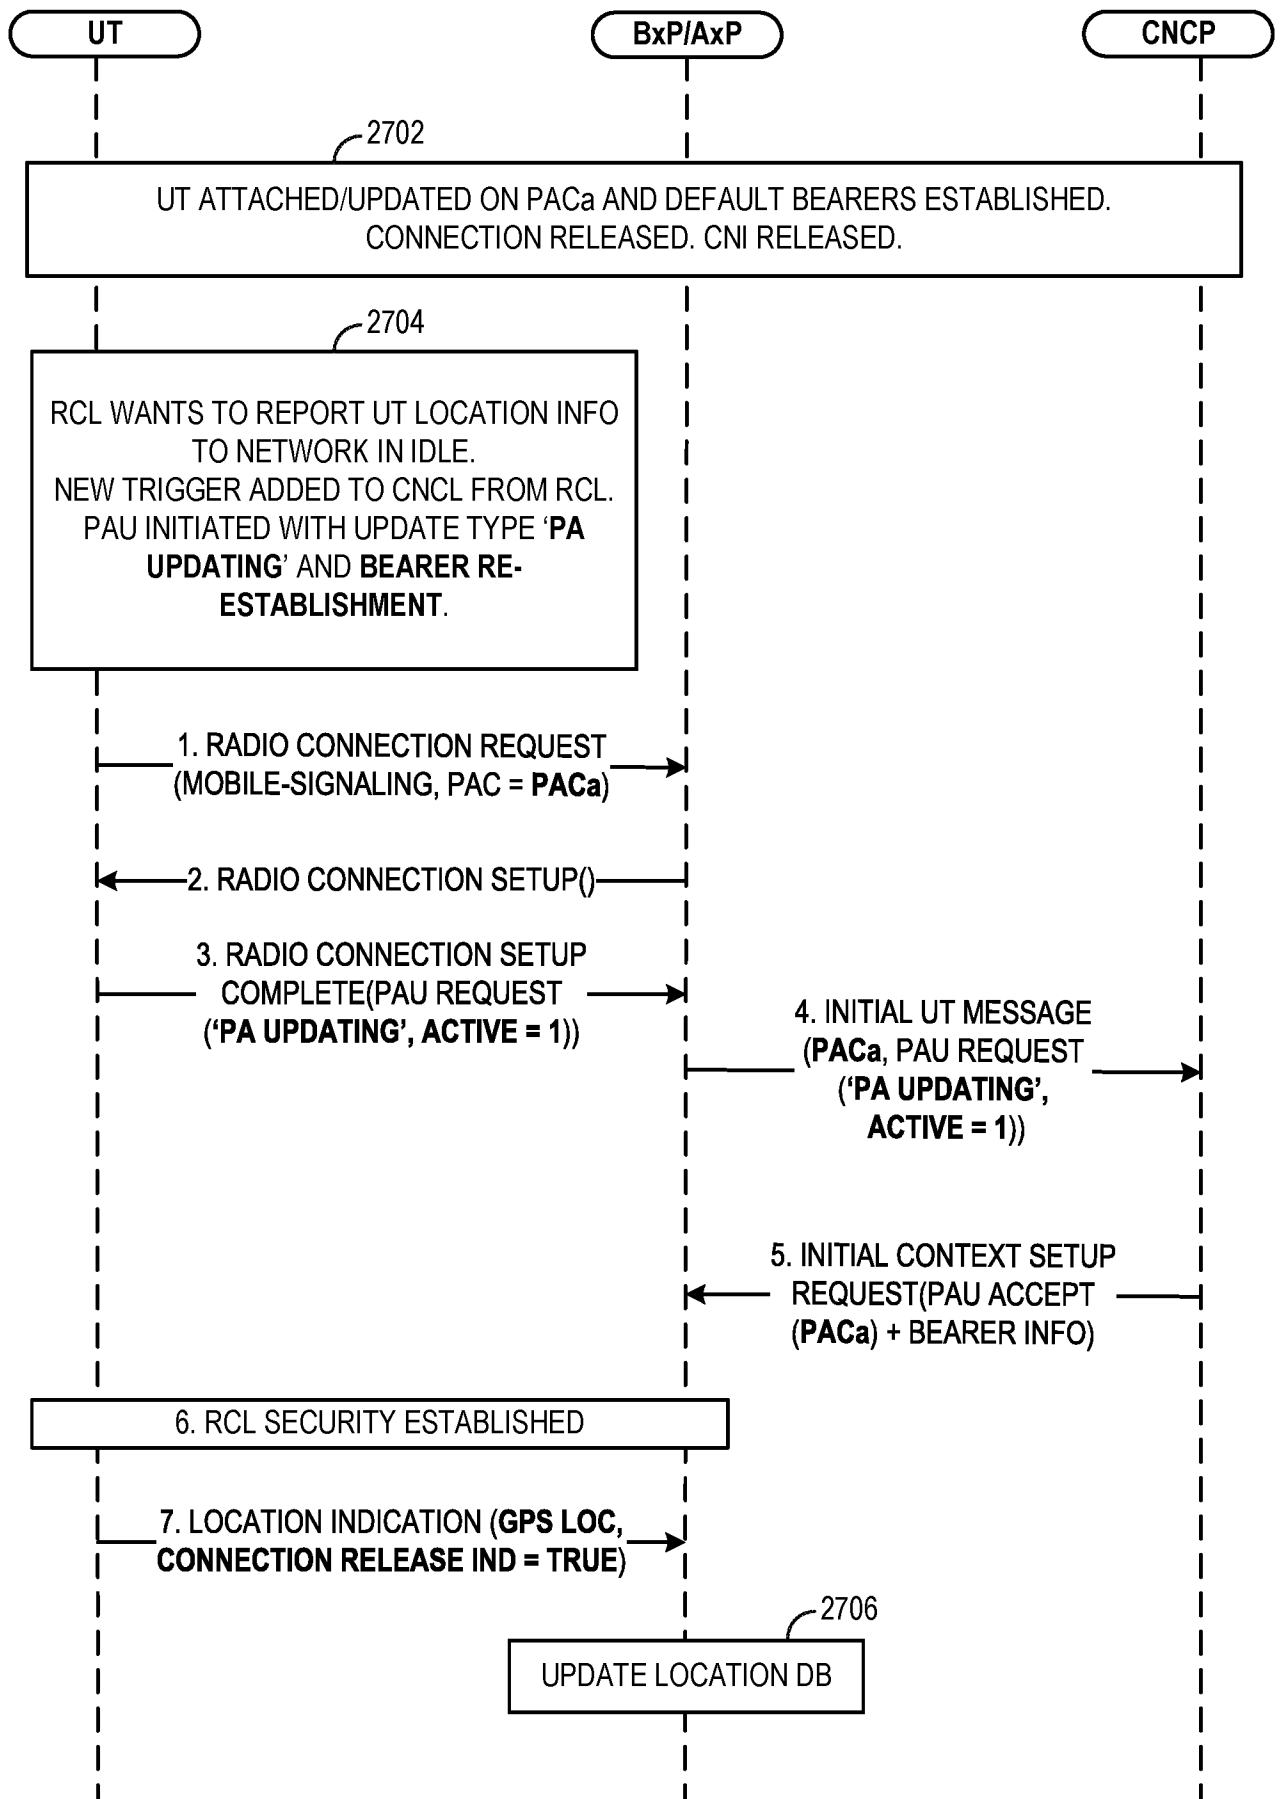 UT
BxP/AxP
CNCP
2702
UT ATTACHED/UPDATED ON PACa AND DEFAULT BEARERS ESTABLISHED.
CONNECTION RELEASED. CNI RELEASED.
2704
RCL WANTS TO REPORT UT LOCATION INFO
TO NETWORK IN IDLE.
NEW TRIGGER ADDED TO CNCL FROM RCL.
PAU INITIATED WITH UPDATE TYPE ‘PA
UPDATING’ AND BEARER RE-
ESTABLISHMENT.
1. RADIO CONNECTION REQUEST
(MOBILE-SIGNALING, PAC = PACa)
2. RADIO CONNECTION SETUP()
3. RADIO CONNECTION SETUP
COMPLETE(PAU REQUEST
(‘PA UPDATING’, ACTIVE = 1))
4. INITIAL UT MESSAGE
(PACa, PAU REQUEST
(‘PA UPDATING’,
ACTIVE = 1))
5. INITIAL CONTEXT SETUP
REQUEST(PAU ACCEPT
(PACa) + BEARER INFO)
6. RCL SECURITY ESTABLISHED
7. LOCATION INDICATION (GPS LOC,
CONNECTION RELEASE IND = TRUE)
2706
UPDATE LOCATION DB